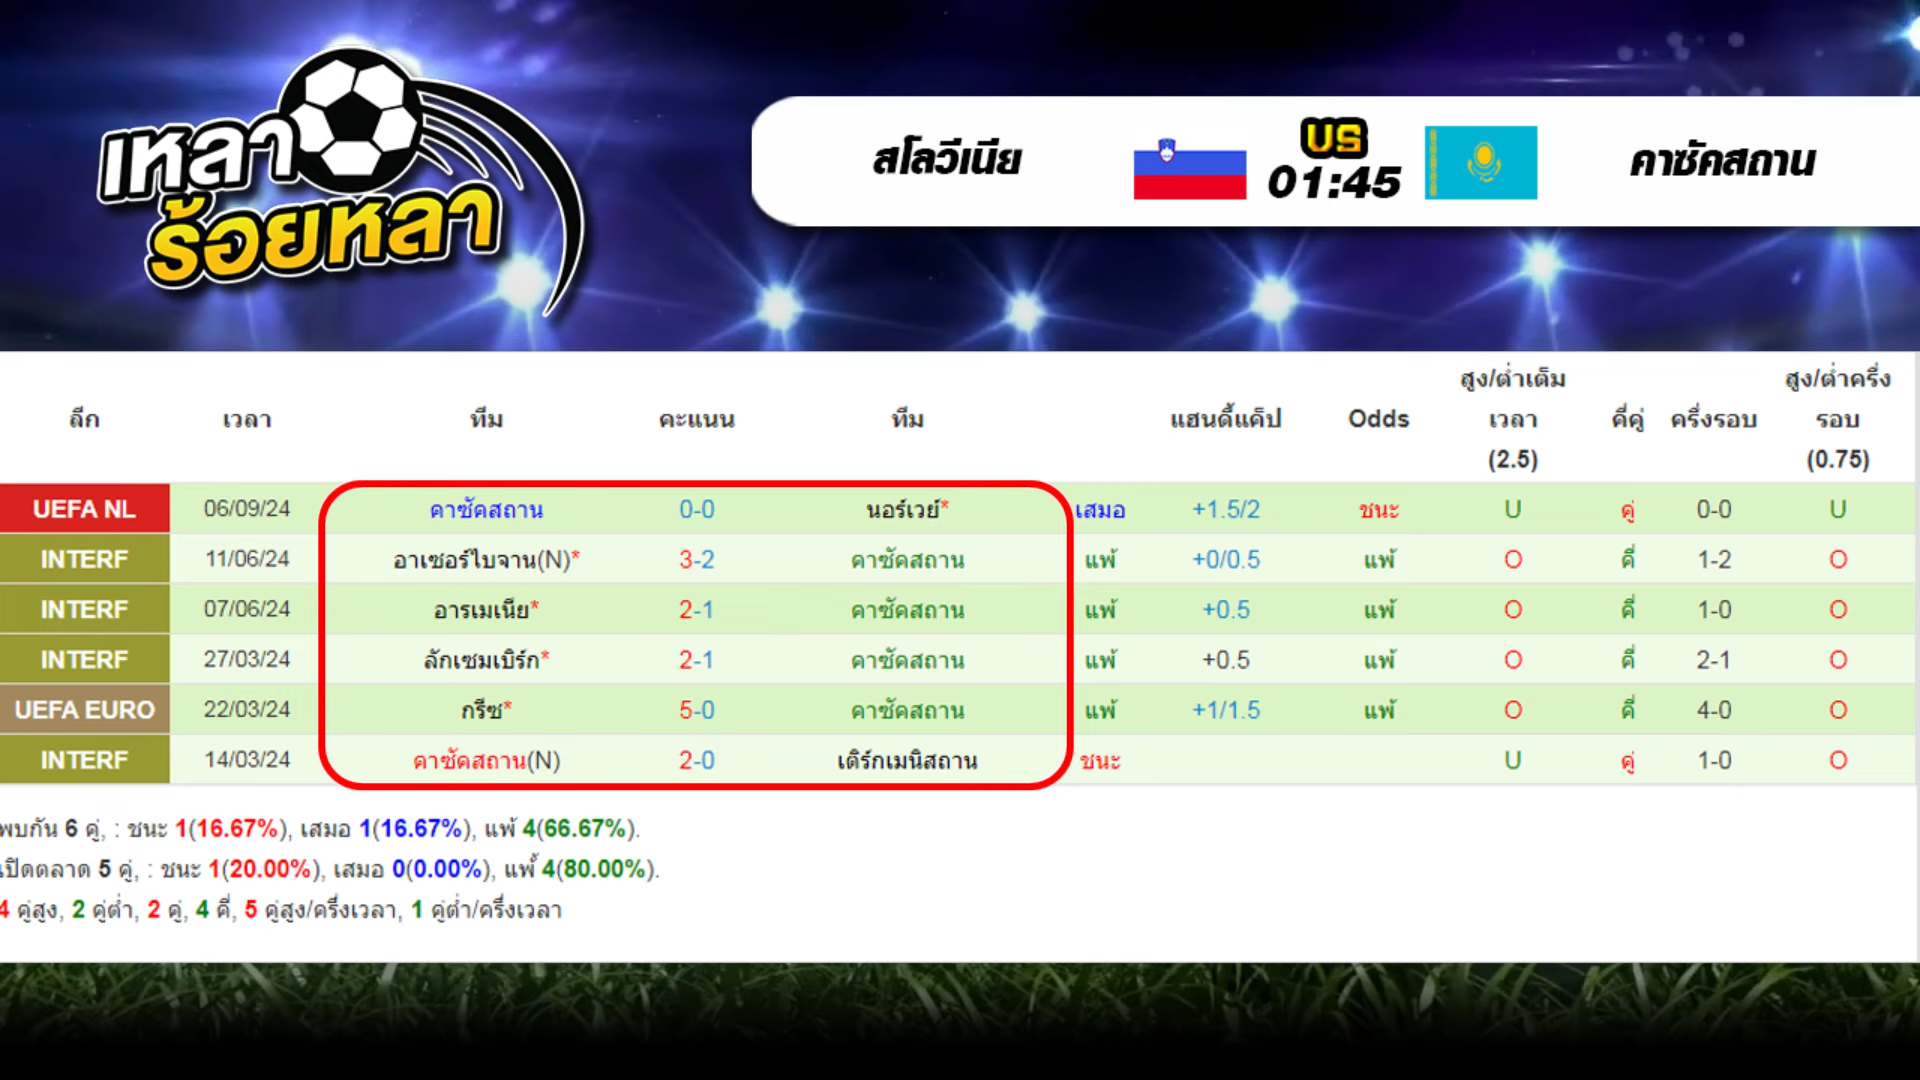 เหลา
ร้อยหลา
สโลวีเนีย VS คาซัคสถาน
01:45
ลีก เวลา ทีม คะแนน ทีม แฮนดี้แค็ป Odds สูง/ต่ำเต็มเวลา (2.5) คี่คู่ ครึ่งรอบ สูง/ต่ำครึ่งรอบ (0.75)
UEFA NL 06/09/24 คาซัคสถาน 0-0 นอร์เวย์* เสมอ +1.5/2 ชนะ U คู่ 0-0 U
INTERF 11/06/24 อาเซอร์ไบจาน(N)* 3-2 คาซัคสถาน แพ้ +0/0.5 แพ้ O คี่ 1-2 O
INTERF 07/06/24 อารเมเนีย* 2-1 คาซัคสถาน แพ้ +0.5 แพ้ O คี่ 1-0 O
INTERF 27/03/24 ลักเซมเบิร์ก* 2-1 คาซัคสถาน แพ้ +0.5 แพ้ O คี่ 2-1 O
UEFA EURO 22/03/24 กรีซ* 5-0 คาซัคสถาน แพ้ +1/1.5 แพ้ O คี่ 4-0 O
INTERF 14/03/24 คาซัคสถาน(N) 2-0 เติร์กเมนิสถาน ชนะ U คู่ 1-0 O
พบกัน 6 คู่, : ชนะ 1(16.67%), เสมอ 1(16.67%), แพ้ 4(66.67%).
เปิดตลาด 5 คู่, : ชนะ 1(20.00%), เสมอ 0(0.00%), แพ้ 4(80.00%).
4 คู่สูง, 2 คู่ต่ำ, 2 คู่, 4 คี่, 5 คู่สูง/ครึ่งเวลา, 1 คู่ต่ำ/ครึ่งเวลา